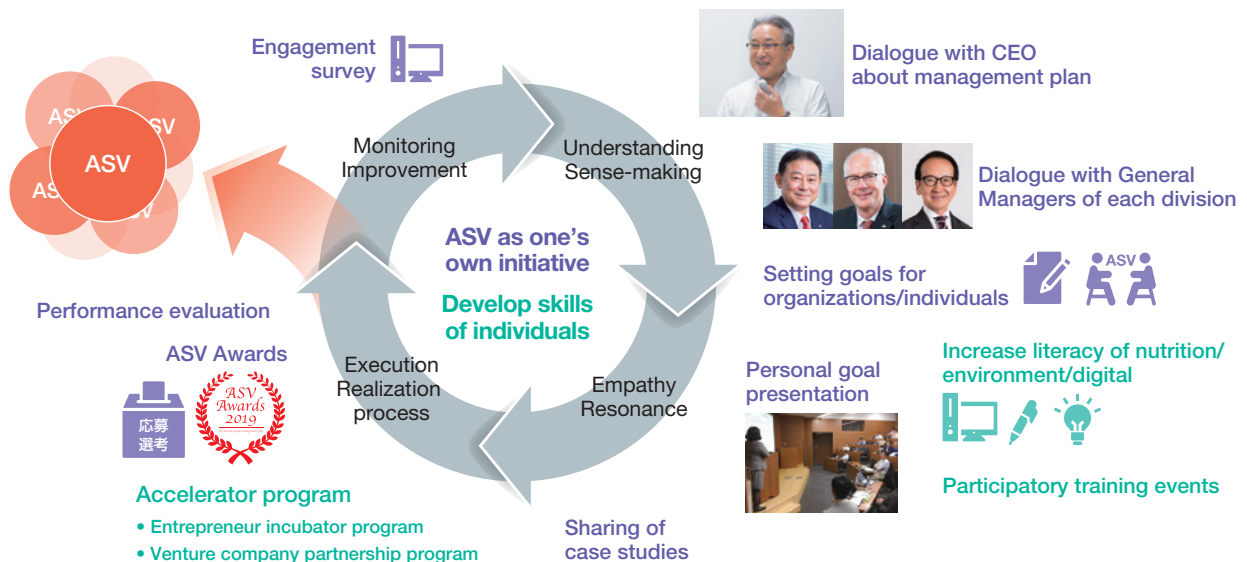 Engagement
survey
Dialogue with CEO
about management plan
ASV
ASV
ASV
ASV
ASV
Monitoring
Improvement
Understanding
Sense-making
Dialogue with General
Managers of each division
ASV as one's
own initiative
Develop skills
of individuals
Setting goals for
organizations/individuals
ASV
Performance evaluation
ASV Awards
ASV
Awards
2019
応募
選考
Execution
Realization
process
Empathy
Resonance
Personal goal
presentation
Increase literacy of nutrition/
environment/digital
Participatory training events
Accelerator program
• Entrepreneur incubator program
• Venture company partnership program
Sharing of
case studies